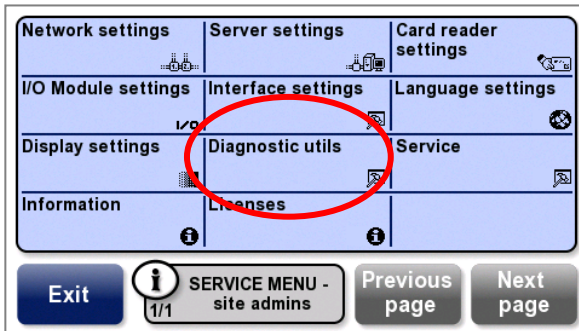 Network settings
Server settings
Card reader
settings
I/O Module settings
I/O
Interface settings
Language settings
Display settings
Diagnostic utils
Service
Information
Licenses
Exit
1/1
SERVICE MENU -
site admins
Previous
page
Next
page